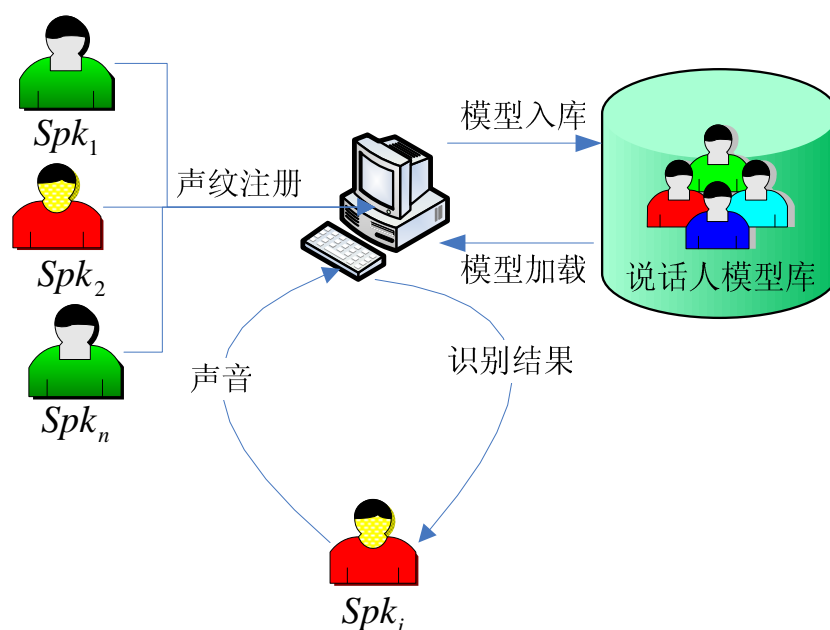 Spk₁
Spk₂
Spkₙ
声纹注册
模型入库
模型加载
说话人模型库
声音
识别结果
Spkᵢ